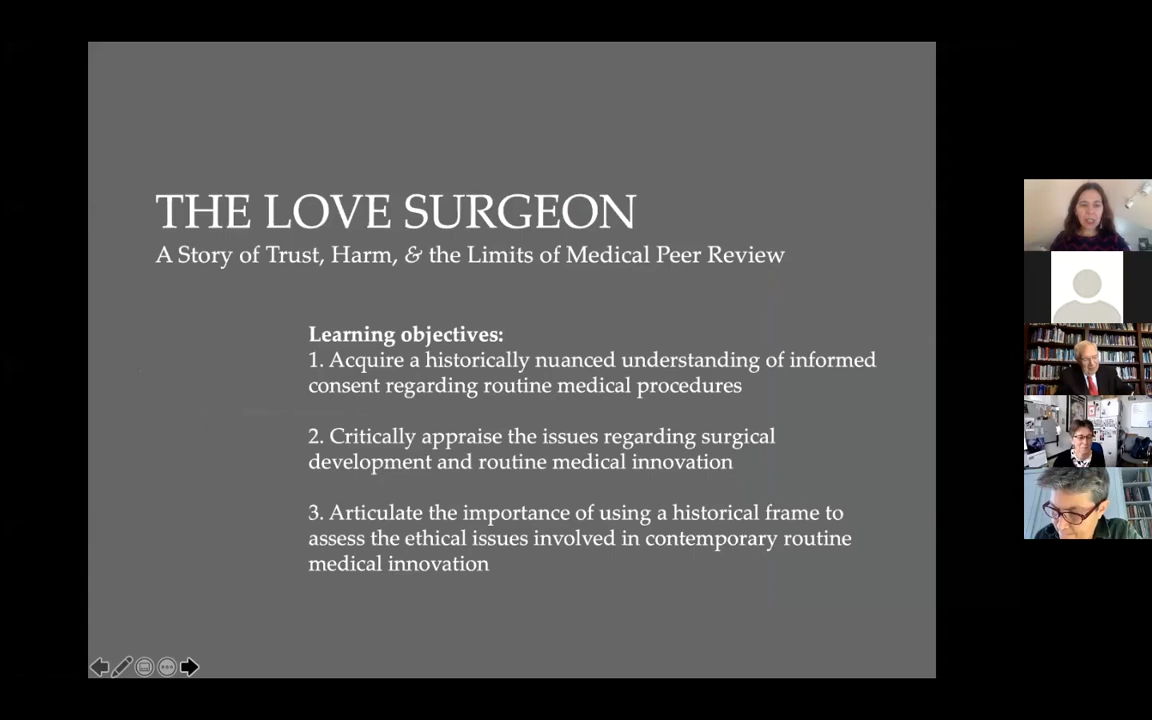 THE LOVE SURGEON
A Story of Trust, Harm, & the Limits of Medical Peer Review
Learning objectives:
1. Acquire a historically nuanced understanding of informed
consent regarding routine medical procedures
2. Critically appraise the issues regarding surgical
development and routine medical innovation
3. Articulate the importance of using a historical frame to
assess the ethical issues involved in contemporary routine
medical innovation